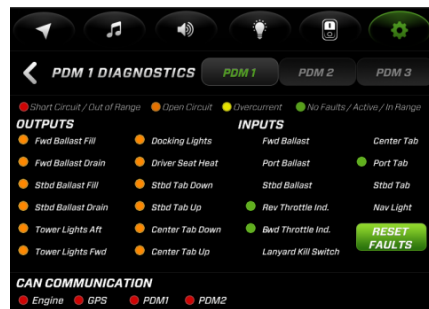 PDM 1 DIAGNOSTICS PDM 1 PDM 2 PDM 3
Short Circuit / Out of Range Open Circuit Overcurrent No Faults / Active / In Range
OUTPUTS INPUTS
Fwd Ballast Fill Docking Lights Fwd Ballast Center Tab
Fwd Ballast Drain Driver Seat Heat Port Ballast Port Tab
Stbd Ballast Fill Stbd Tab Down Stbd Ballast Stbd Tab
Stbd Ballast Drain Stbd Tab Up Rev Throttle Ind. Nav Light
Tower Lights Aft Center Tab Down Bwd Throttle Ind. RESET
Tower Lights Fwd Center Tab Up Lanyard Kill Switch FAULTS
CAN COMMUNICATION
Engine GPS PDM1 PDM2